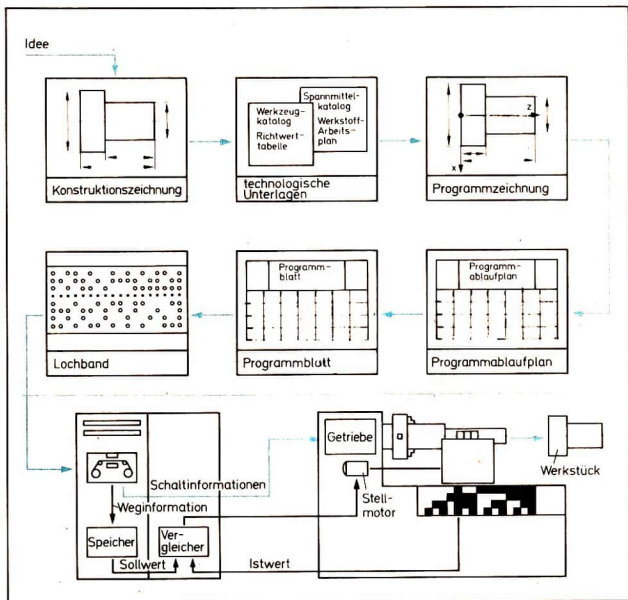 Idee
Konstruktionszeichnung
Werkzeug-
katalog
Richtwert-
tabelle
Spannmittel-
katalog
Werkstoff-
Arbeits-
plan
technologische
Unterlagen
z
x
Programmzeichnung
Lochband
Programm-
blatt
Programmblatt
Program-
ablaufplan
Programmablaufplan
Schaltinformationen
Weginformation
Speicher
Sollwert
Ver-
gleicher
Istwert
Getriebe
Stell-
motor
Werkstück